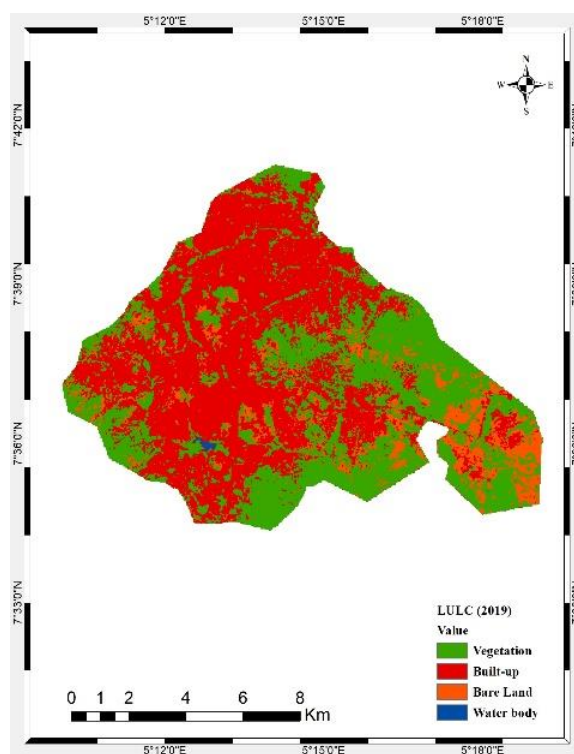 5°12'0"E 5°15'0"E 5°18'0"E
N
W E
S
7°42'0"N
7°39'0"N
7°36'0"N
7°33'0"N
LULC (2019)
Value
Vegetation
Built-up
Bare Land
Water body
0 1 2 4 6 8
Km
5°12'0"E 5°15'0"E 5°18'0"E